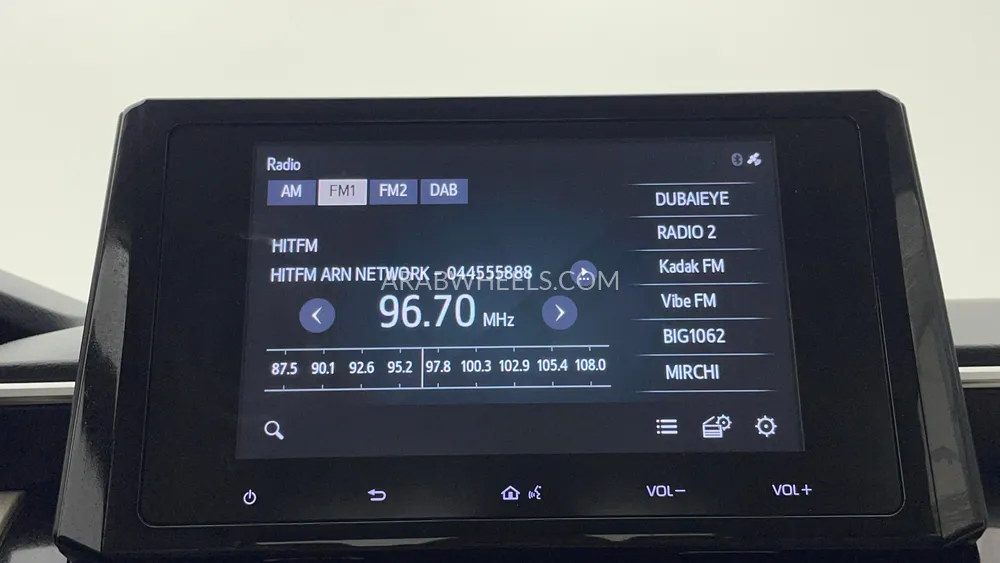 Radio
AM FM1 FM2 DAB
HITFM
HITFM ARN NETWORK - 044555888
ARABWHEELS.COM
96.70 MHz
87.5 90.1 92.6 95.2 97.8 100.3 102.9 105.4 108.0
DUBAIEYE
RADIO 2
Kadak FM
Vibe FM
BIG1062
MIRCHI
VOL− VOL+